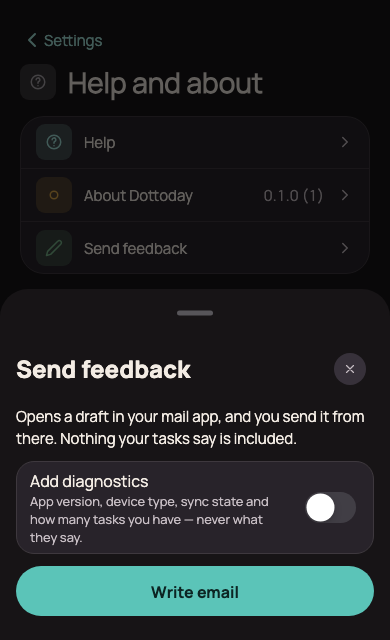 Settings
Help and about
Help
About Dottoday 0.1.0 (1)
Send feedback
Send feedback
Opens a draft in your mail app, and you send it from
there. Nothing your tasks say is included.
Add diagnostics
App version, device type, sync state and
how many tasks you have — never what
they say.
Write email